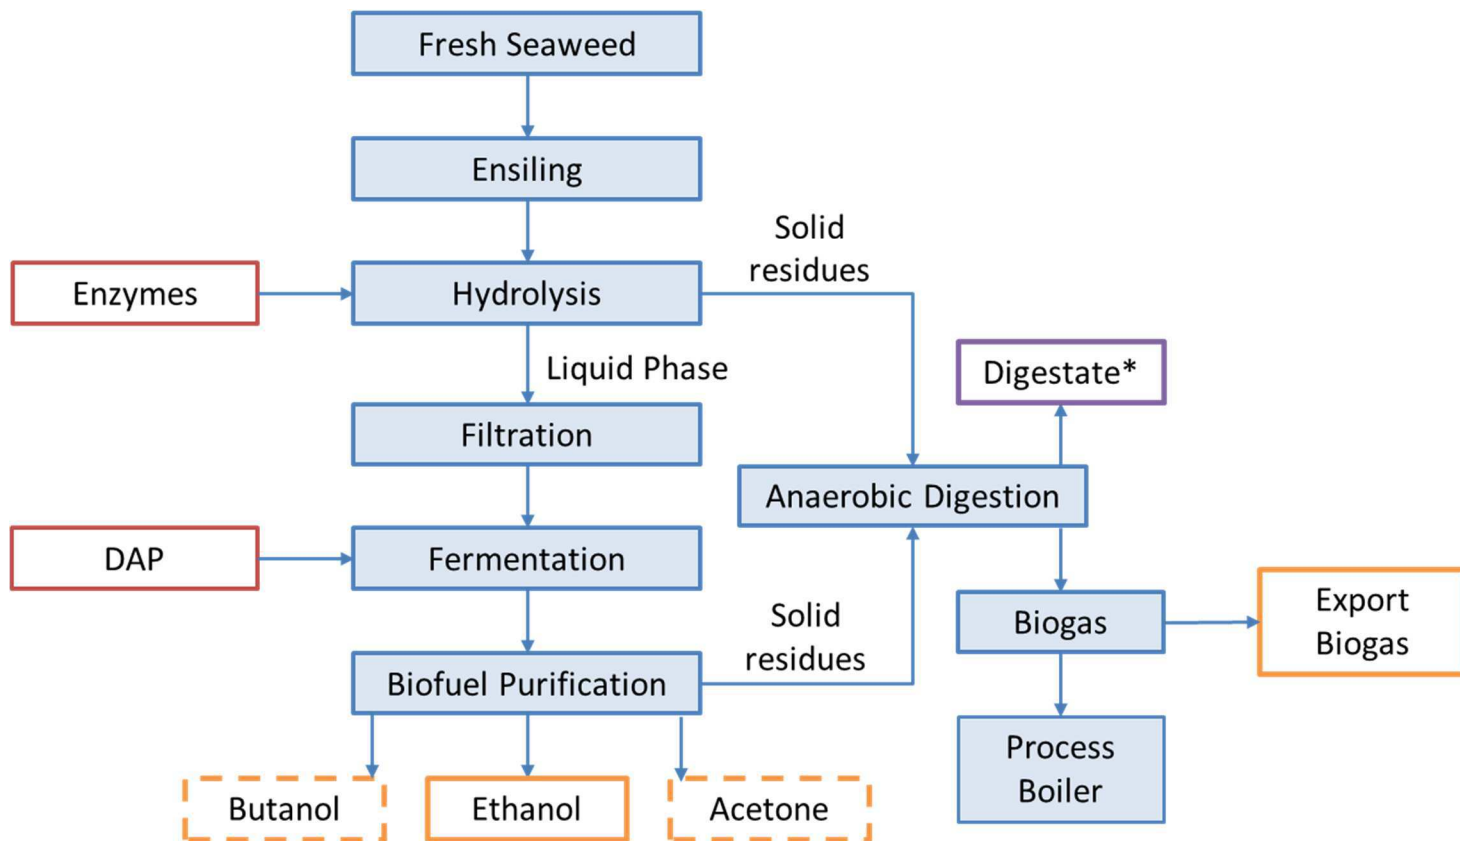 Fresh Seaweed
Ensiling
Solid
residues
Enzymes
Hydrolysis
Liquid Phase
Digestate*
Filtration
Anaerobic Digestion
DAP
Fermentation
Export
Biogas
Biogas
Solid
residues
Biofuel Purification
Process
Boiler
Butanol
Ethanol
Acetone